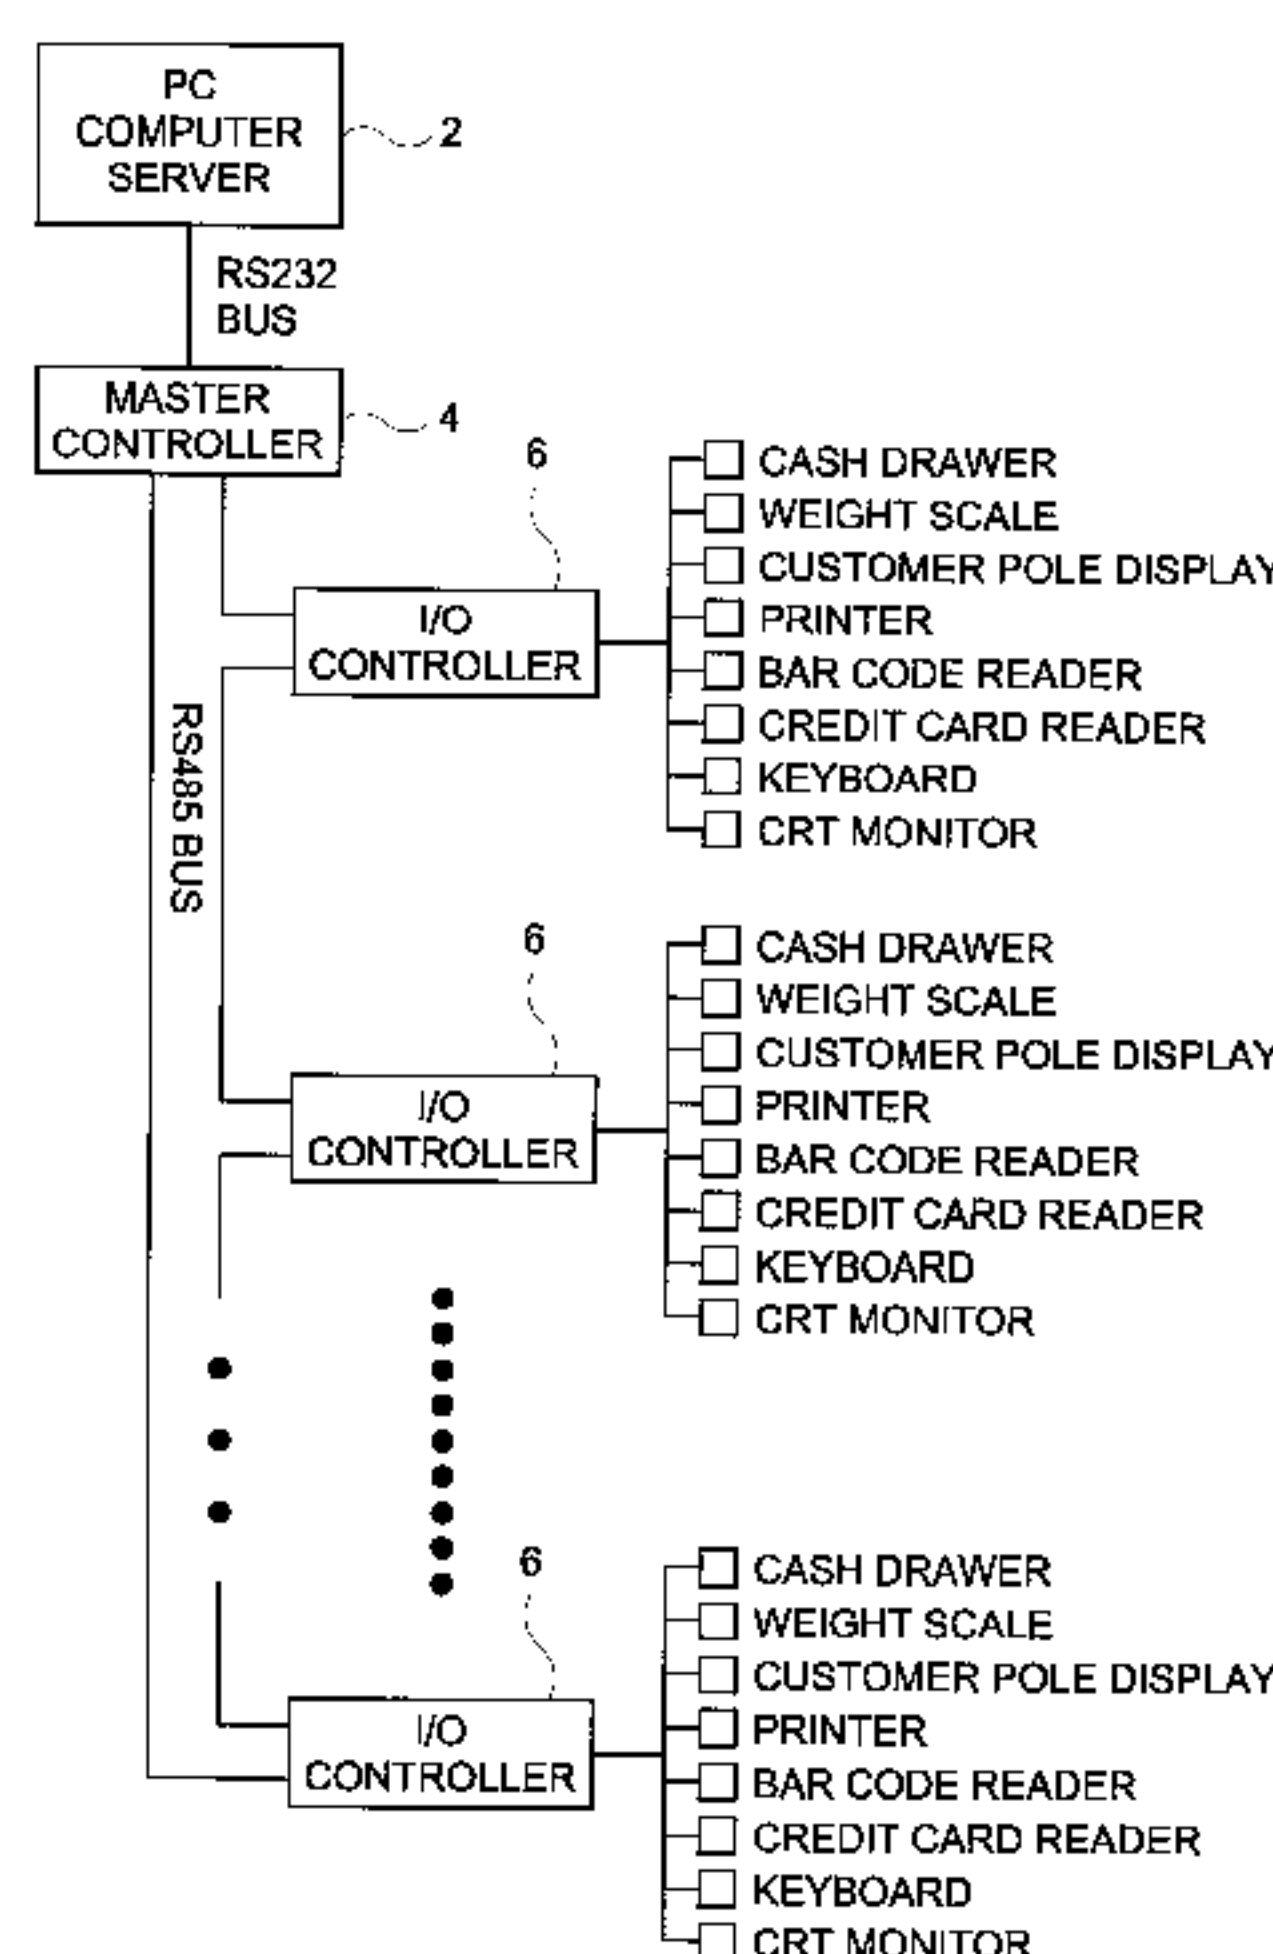 PC
COMPUTER
SERVER
2
RS232
BUS
MASTER
CONTROLLER
4
RS485 BUS
6
I/O
CONTROLLER
CASH DRAWER
WEIGHT SCALE
CUSTOMER POLE DISPLAY
PRINTER
BAR CODE READER
CREDIT CARD READER
KEYBOARD
CRT MONITOR
6
I/O
CONTROLLER
CASH DRAWER
WEIGHT SCALE
CUSTOMER POLE DISPLAY
PRINTER
BAR CODE READER
CREDIT CARD READER
KEYBOARD
CRT MONITOR
6
I/O
CONTROLLER
CASH DRAWER
WEIGHT SCALE
CUSTOMER POLE DISPLAY
PRINTER
BAR CODE READER
CREDIT CARD READER
KEYBOARD
CRT MONITOR